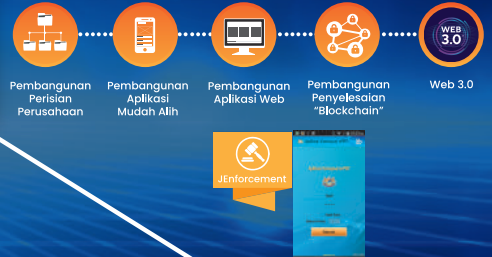 WEB
3.0
Pembangunan
Perisian
Perusahaan
Pembangunan
Aplikasi
Mudah Alih
Pembangunan
Aplikasi Web
Pembangunan
Penyelesaian
“Blockchain”
Web 3.0
JEnforcement